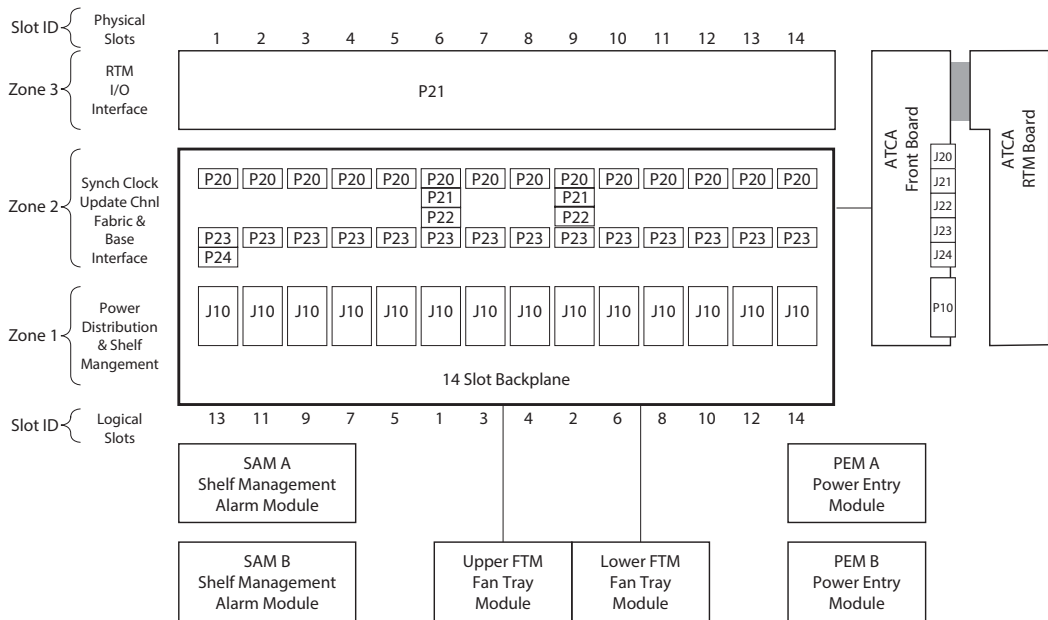 Slot ID
Physical
Slots
1 2 3 4 5 6 7 8 9 10 11 12 13 14
Zone 3
RTM
I/O
Interface
P21
Zone 2
Synch Clock
Update Chnl
Fabric &
Base
Interface
P20 P20 P20 P20 P20 P20 P20 P20 P20 P20 P20 P20 P20 P20
P21 P21
P22 P22
P23 P23 P23 P23 P23 P23 P23 P23 P23 P23 P23 P23 P23 P23
P24
Zone 1
Power
Distribution
& Shelf
Mangement
J10 J10 J10 J10 J10 J10 J10 J10 J10 J10 J10 J10 J10 J10
14 Slot Backplane
Slot ID
Logical
Slots
13 11 9 7 5 1 3 4 2 6 8 10 12 14
ATCA
Front Board
J20
J21
J22
J23
J24
P10
ATCA
RTM Board
SAM A
Shelf Management
Alarm Module
PEM A
Power Entry
Module
SAM B
Shelf Management
Alarm Module
Upper FTM
Fan Tray
Module
Lower FTM
Fan Tray
Module
PEM B
Power Entry
Module